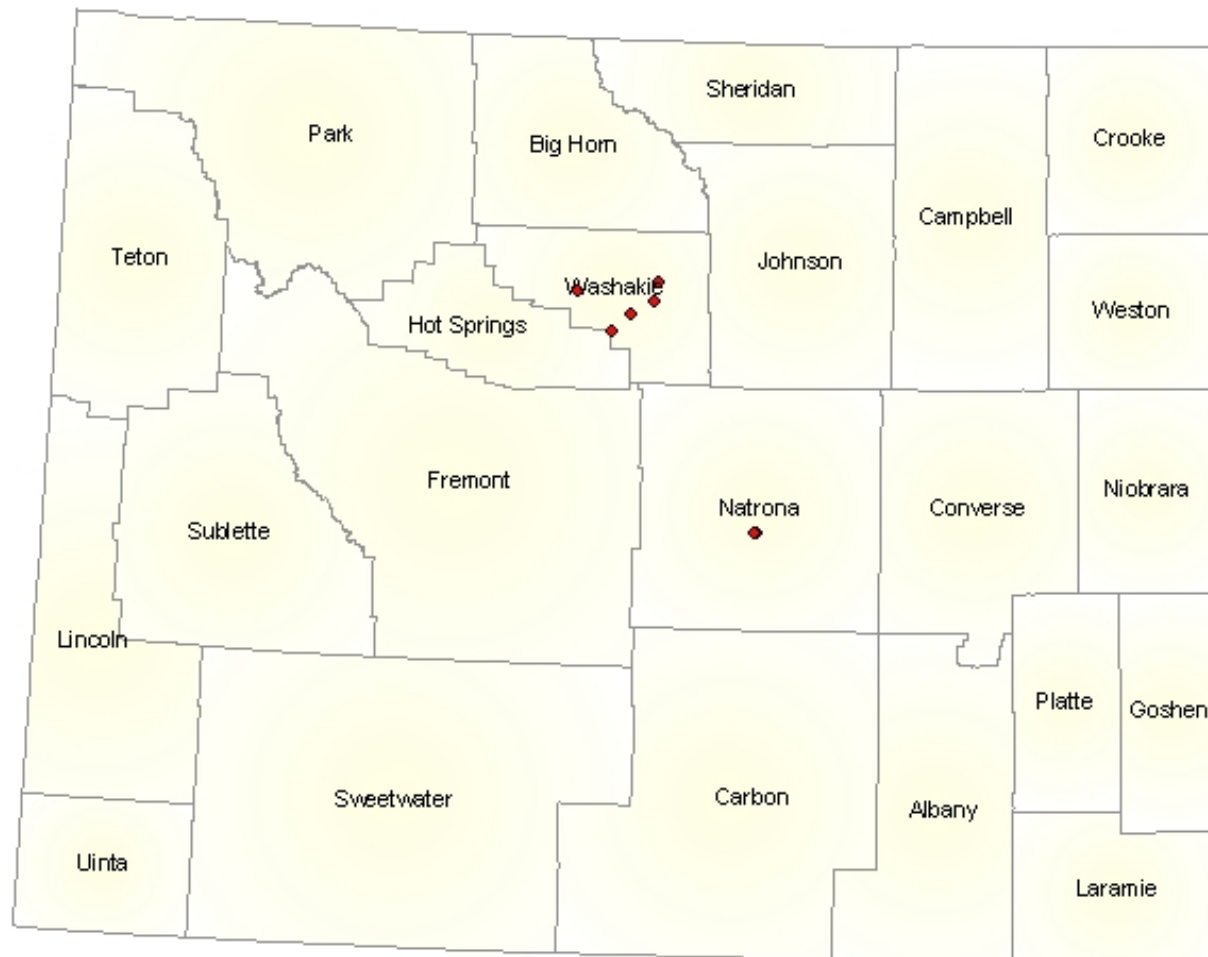 Sheridan
Park
Big Horn
Crooke
Campbell
Teton
Johnson
Washakie
Weston
Hot Springs
Fremont
Niobrara
Natrona
Converse
Sublette
Lincoln
Platte
Goshen
Sweetwater
Carbon
Albany
Uinta
Laramie